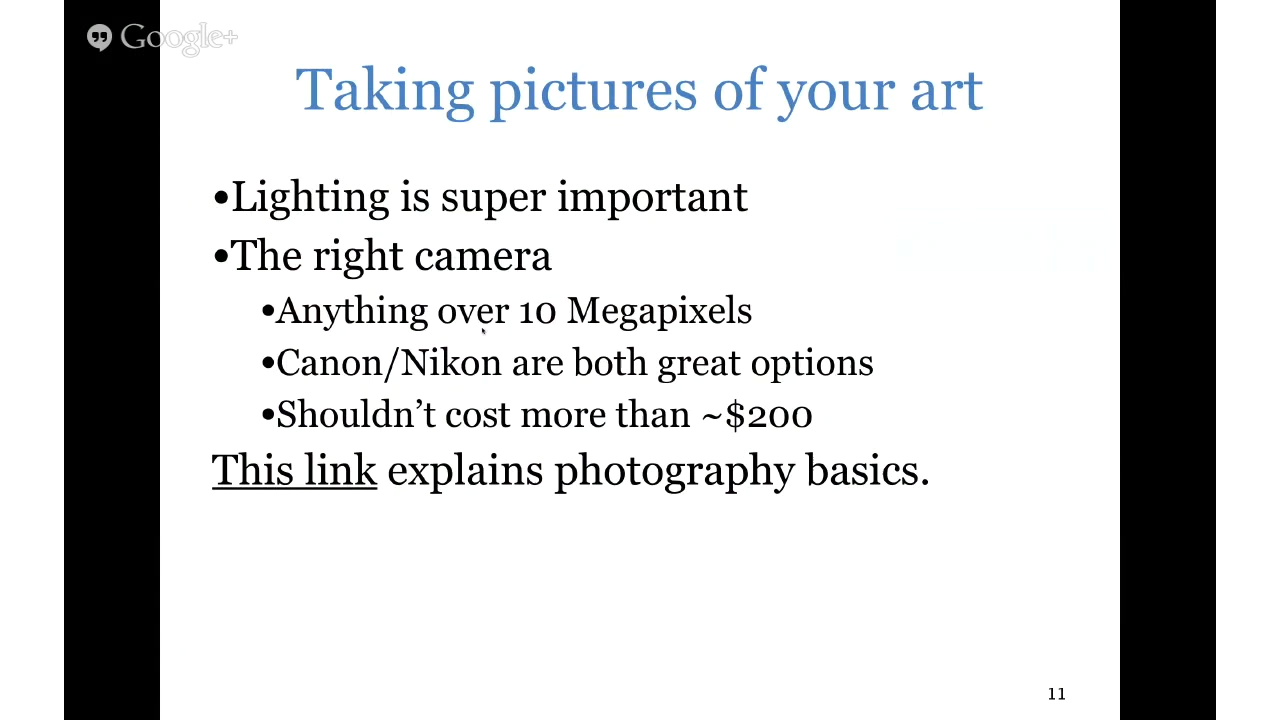 Google+
Taking pictures of your art
•Lighting is super important
•The right camera
•Anything over 10 Megapixels
•Canon/Nikon are both great options
•Shouldn’t cost more than ~$200
This link explains photography basics.
11